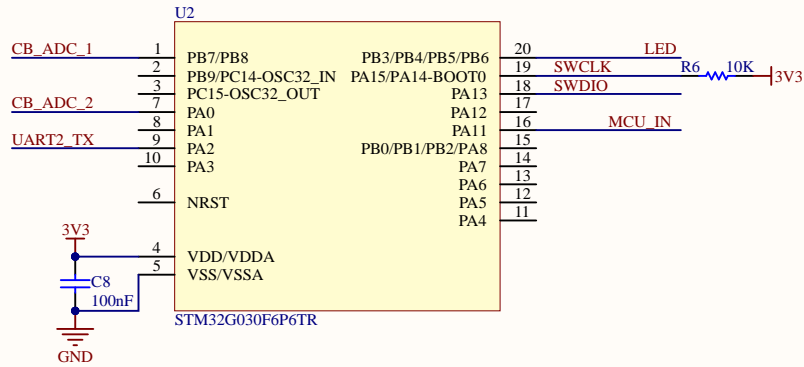 U2
CB_ADC_1 1 PB7/PB8 PB3/PB4/PB5/PB6 20 LED
2 PB9/PC14-OSC32_IN PA15/PA14-BOOT0 19 SWCLK R6 10K 3V3
3 PC15-OSC32_OUT PA13 18 SWDIO
CB_ADC_2 7 PA0 PA12 17
8 PA1 PA11 16 MCU_IN
UART2_TX 9 PA2 PB0/PB1/PB2/PA8 15
10 PA3 PA7 14
PA6 13
6 NRST PA5 12
PA4 11
3V3
4 VDD/VDDA
5 VSS/VSSA
C8
100nF
STM32G030F6P6TR
GND